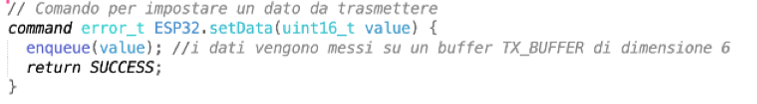 // Comando per impostare un dato da trasmettere
command error_t ESP32.setData(uint16_t value) {
  enqueue(value); //i dati vengono messi su un buffer TX_BUFFER di dimensione 6
  return SUCCESS;
}